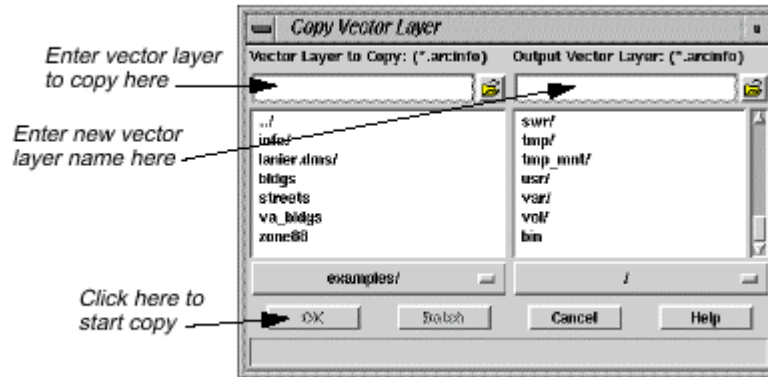 Copy Vector Layer
Vector Layer to Copy: (*.arcinfo)
Output Vector Layer: (*.arcinfo)
Enter vector layer
to copy here
Enter new vector
layer name here
../
info/
lanier.dms/
bldgs
streets
va_bldgs
zone88
swr/
tmp/
tmp_mnt/
usr/
var/
vol/
bin
examples/
/
Click here to
start copy
OK
Batch
Cancel
Help